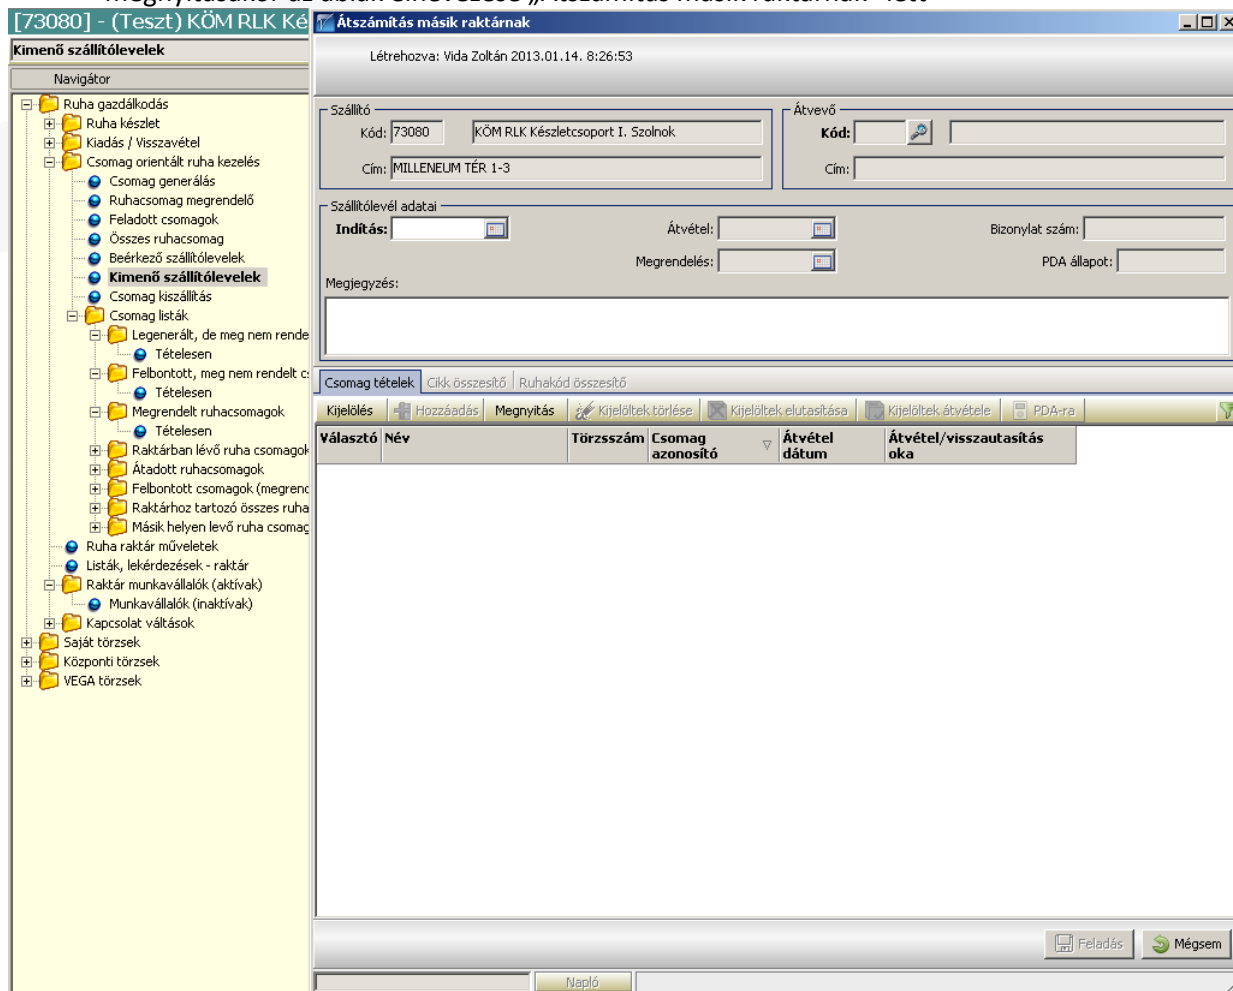 megnyitásakor az ablak elnevezése „Átszámítás másik raktárnak" lett
[73080] - (Teszt) KÖM RLK Ké
Átszámítás másik raktárnak
Kimenő szállítólevelek
Létrehozva: Vida Zoltán 2013.01.14. 8:26:53
Navigátor
Ruha gazdálkodás
Ruha készlet
Kiadás / Visszavétel
Csomag orientált ruha kezelés
Csomag generálás
Ruhacsomag megrendelő
Feladott csomagok
Összes ruhacsomag
Beérkező szállítólevelek
Kimenő szállítólevelek
Csomag kiszállítás
Csomag listák
Legenerált, de meg nem rende
Tételesen
Felbontott, meg nem rendelt c
Tételesen
Megrendelt ruhacsomagok
Tételesen
Raktárban lévő ruha csomagok
Átadott ruhacsomagok
Felbontott csomagok (megrend
Raktárhoz tartozó összes ruha
Másik helyen levő ruha csomag
Ruha raktár műveletek
Listák, lekérdezések - raktár
Raktár munkavállalók (aktívak)
Munkavállalók (inaktívak)
Kapcsolat váltások
Saját törzsek
Központi törzsek
VEGA törzsek
Szállító
Kód: 73080 KÖM RLK Készletcsoport I. Szolnok
Cím: MILLENEUM TÉR 1-3
Átvevő
Kód:
Cím:
Szállítólevél adatai
Indítás: Átvétel: Bizonylat szám:
Megrendelés: PDA állapot:
Megjegyzés:
Csomag tételek Cikk összesítő Ruhakód összesítő
Kijelölés Hozzáadás Megnyitás Kijelöltek törlése Kijelöltek elutasítása Kijelöltek átvétele PDA-ra
Választó Név Törzsszám Csomag azonosító Átvétel dátum Átvétel/visszautasítás oka
Feladás Mégsem
Napló